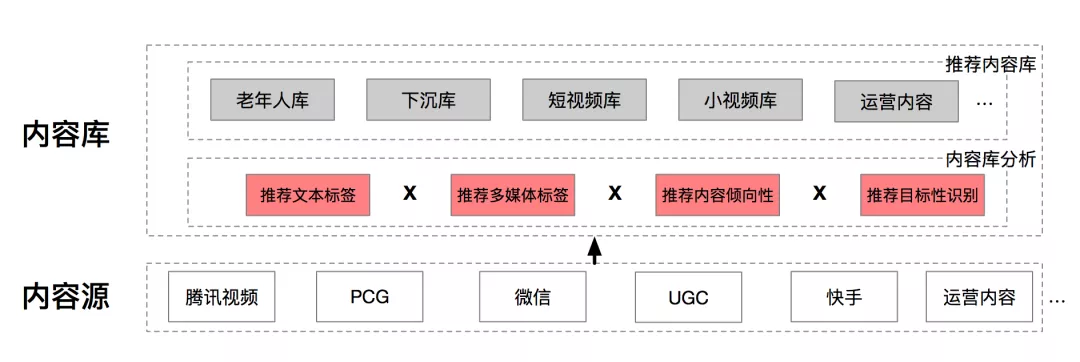 推荐内容库
老年人库 下沉库 短视频库 小视频库 运营内容 ...
内容库
内容库分析
推荐文本标签 X 推荐多媒体标签 X 推荐内容倾向性 X 推荐目标性识别
内容源
腾讯视频 PCG 微信 UGC 快手 运营内容 ...